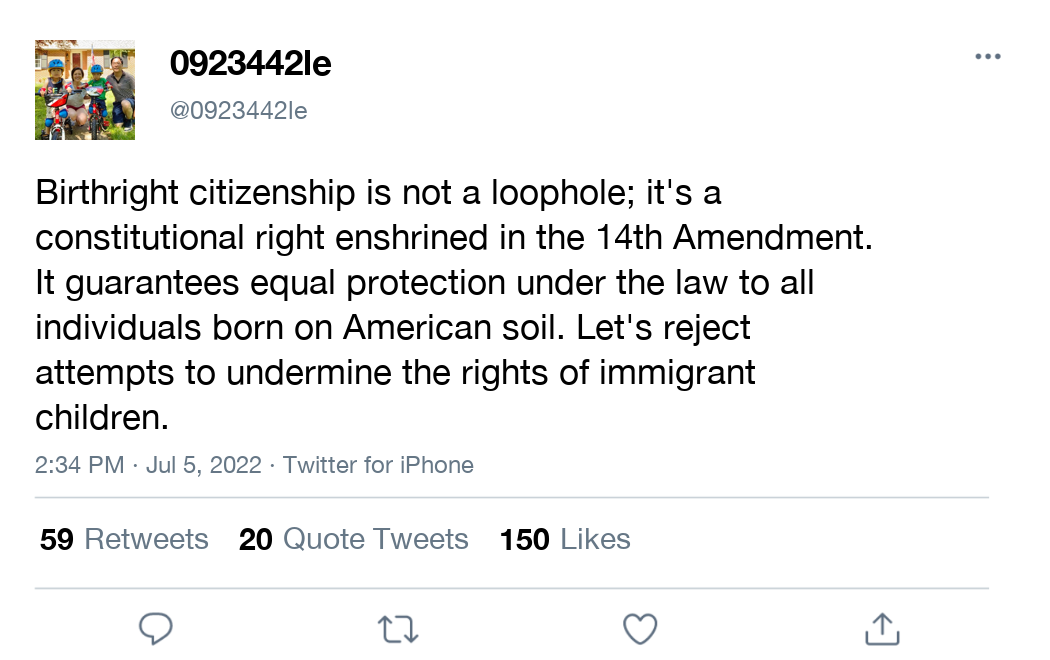 0923442le
@0923442le
Birthright citizenship is not a loophole; it's a
constitutional right enshrined in the 14th Amendment.
It guarantees equal protection under the law to all
individuals born on American soil. Let's reject
attempts to undermine the rights of immigrant
children.
2:34 PM · Jul 5, 2022 · Twitter for iPhone
59 Retweets 20 Quote Tweets 150 Likes